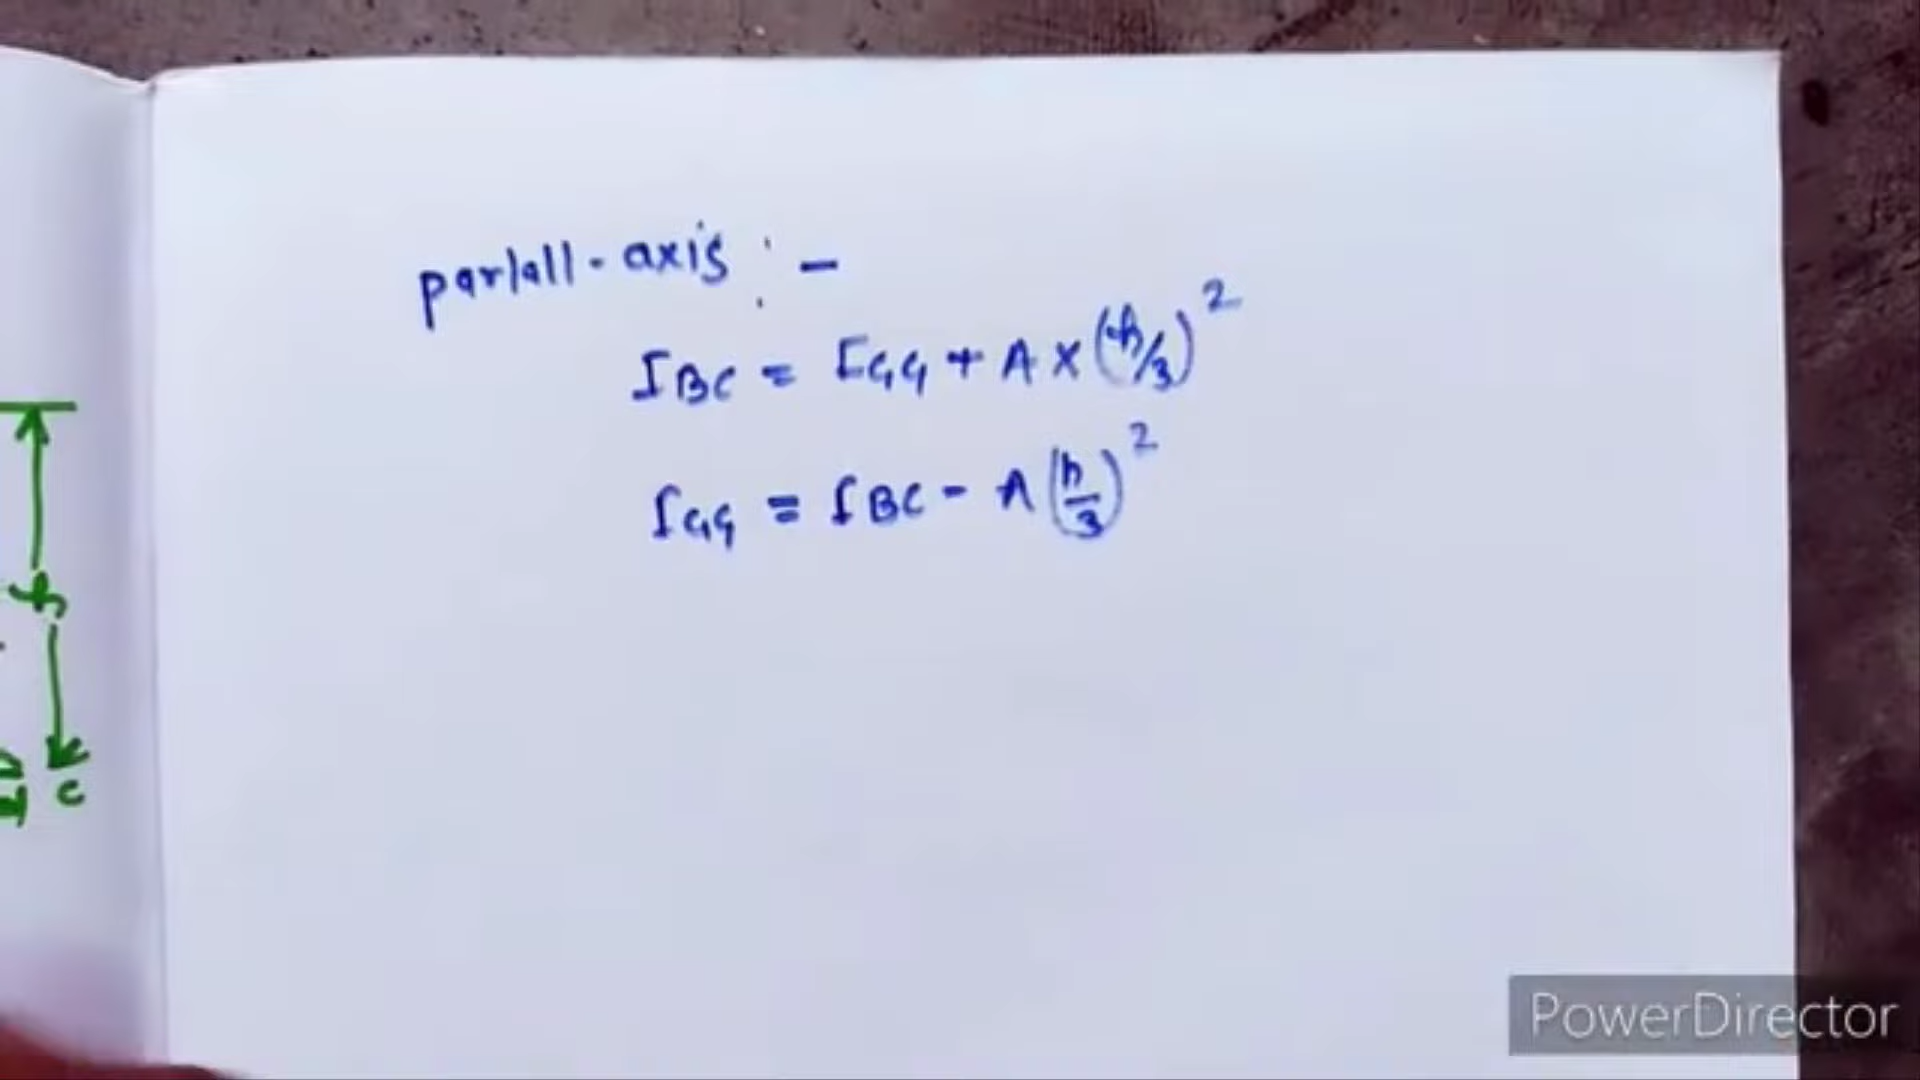 parlall-axis :-
IBC = IGG + A X (h/3)²
IGG = IBC - A (h/3)²
h
C
PowerDirector